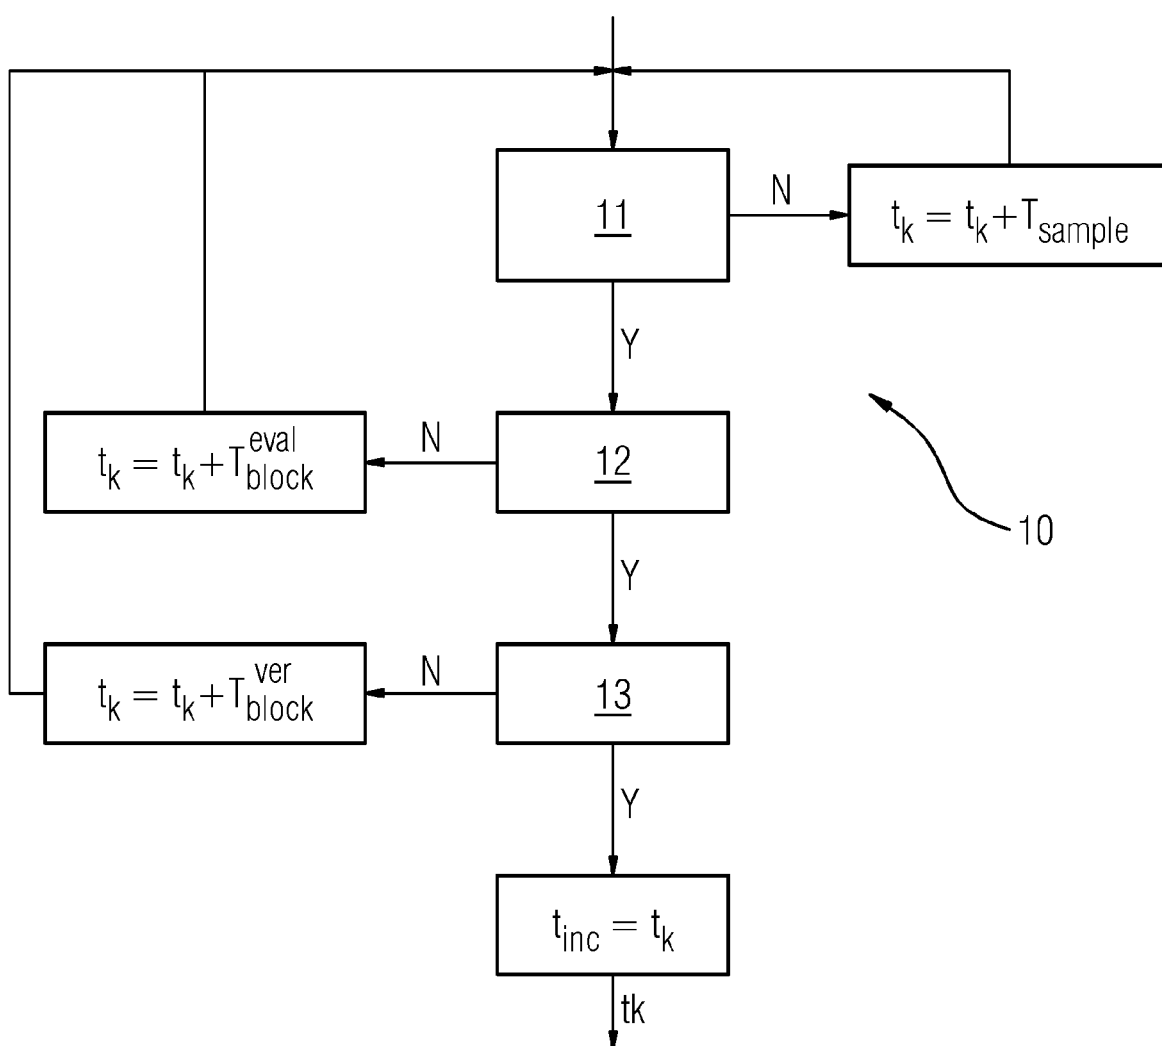 11
N
t_k = t_k + T_sample
Y
t_k = t_k + T_block^eval
N
12
10
Y
t_k = t_k + T_block^ver
N
13
Y
t_inc = t_k
tk